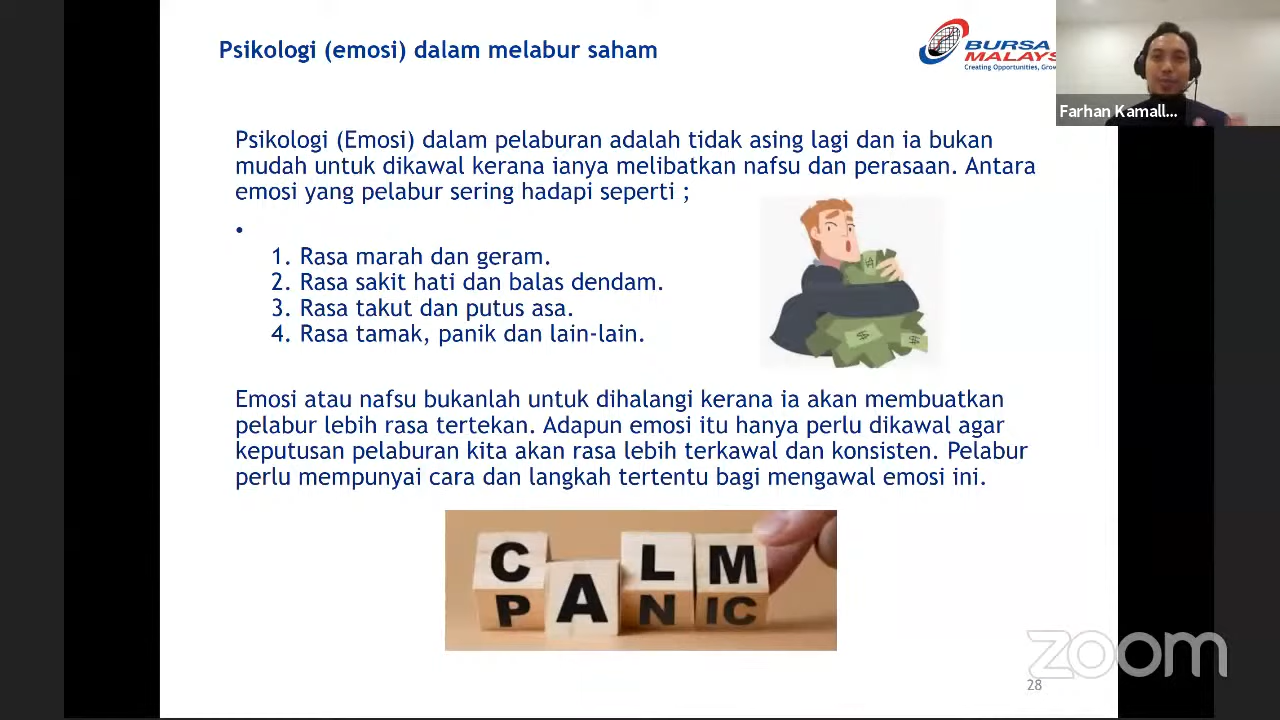 Psikologi (emosi) dalam melabur saham
BURSA
MALAYS
Creating Opportunities, Grow
Farhan Kamall...
Psikologi (Emosi) dalam pelaburan adalah tidak asing lagi dan ia bukan
mudah untuk dikawal kerana ianya melibatkan nafsu dan perasaan. Antara
emosi yang pelabur sering hadapi seperti ;
•
1. Rasa marah dan geram.
2. Rasa sakit hati dan balas dendam.
3. Rasa takut dan putus asa.
4. Rasa tamak, panik dan lain-lain.
$
$
$
Emosi atau nafsu bukanlah untuk dihalangi kerana ia akan membuatkan
pelabur lebih rasa tertekan. Adapun emosi itu hanya perlu dikawal agar
keputusan pelaburan kita akan rasa lebih terkawal dan konsisten. Pelabur
perlu mempunyai cara dan langkah tertentu bagi mengawal emosi ini.
C A L M
P N IC
zoom
28